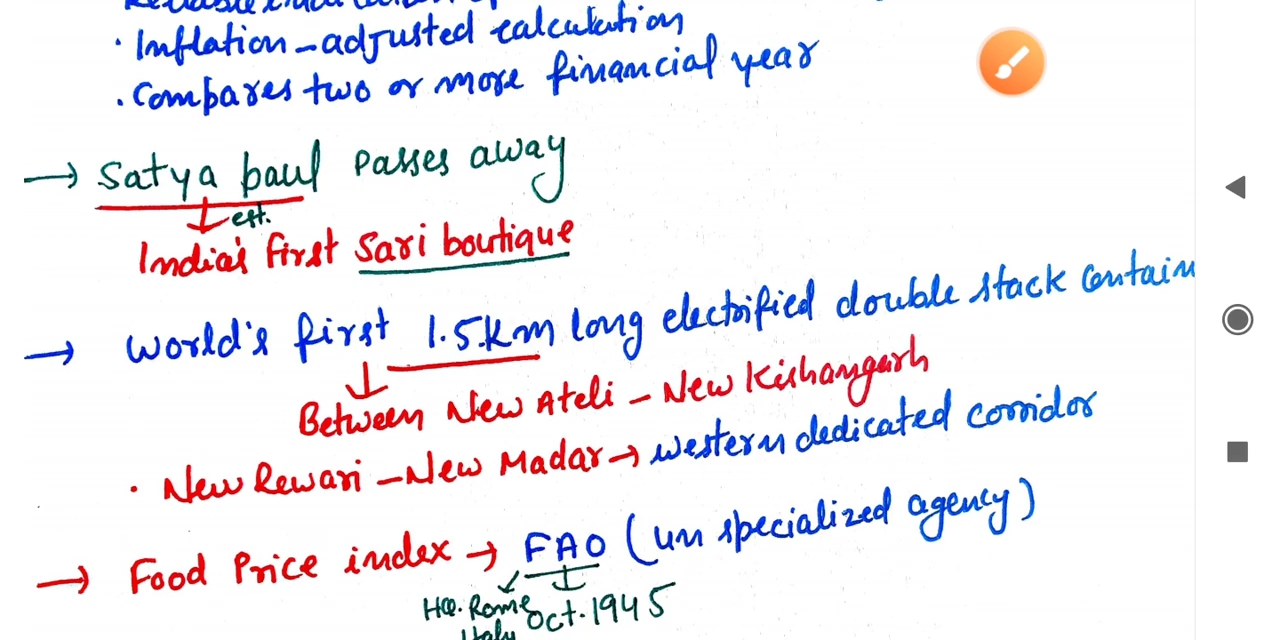 · Inflation-adjusted calculation
· Compares two or more financial year
→ Satya paul passes away
est.
India's first Sari boutique
→ World's first 1.5km long electrified double stack contain
Between New Ateli - New Kishangarh
· New Rewari - New Madar → western dedicated corridor
→ Food Price index → FAO (un specialized agency)
HQ. Rome Oct. 1945
Italy